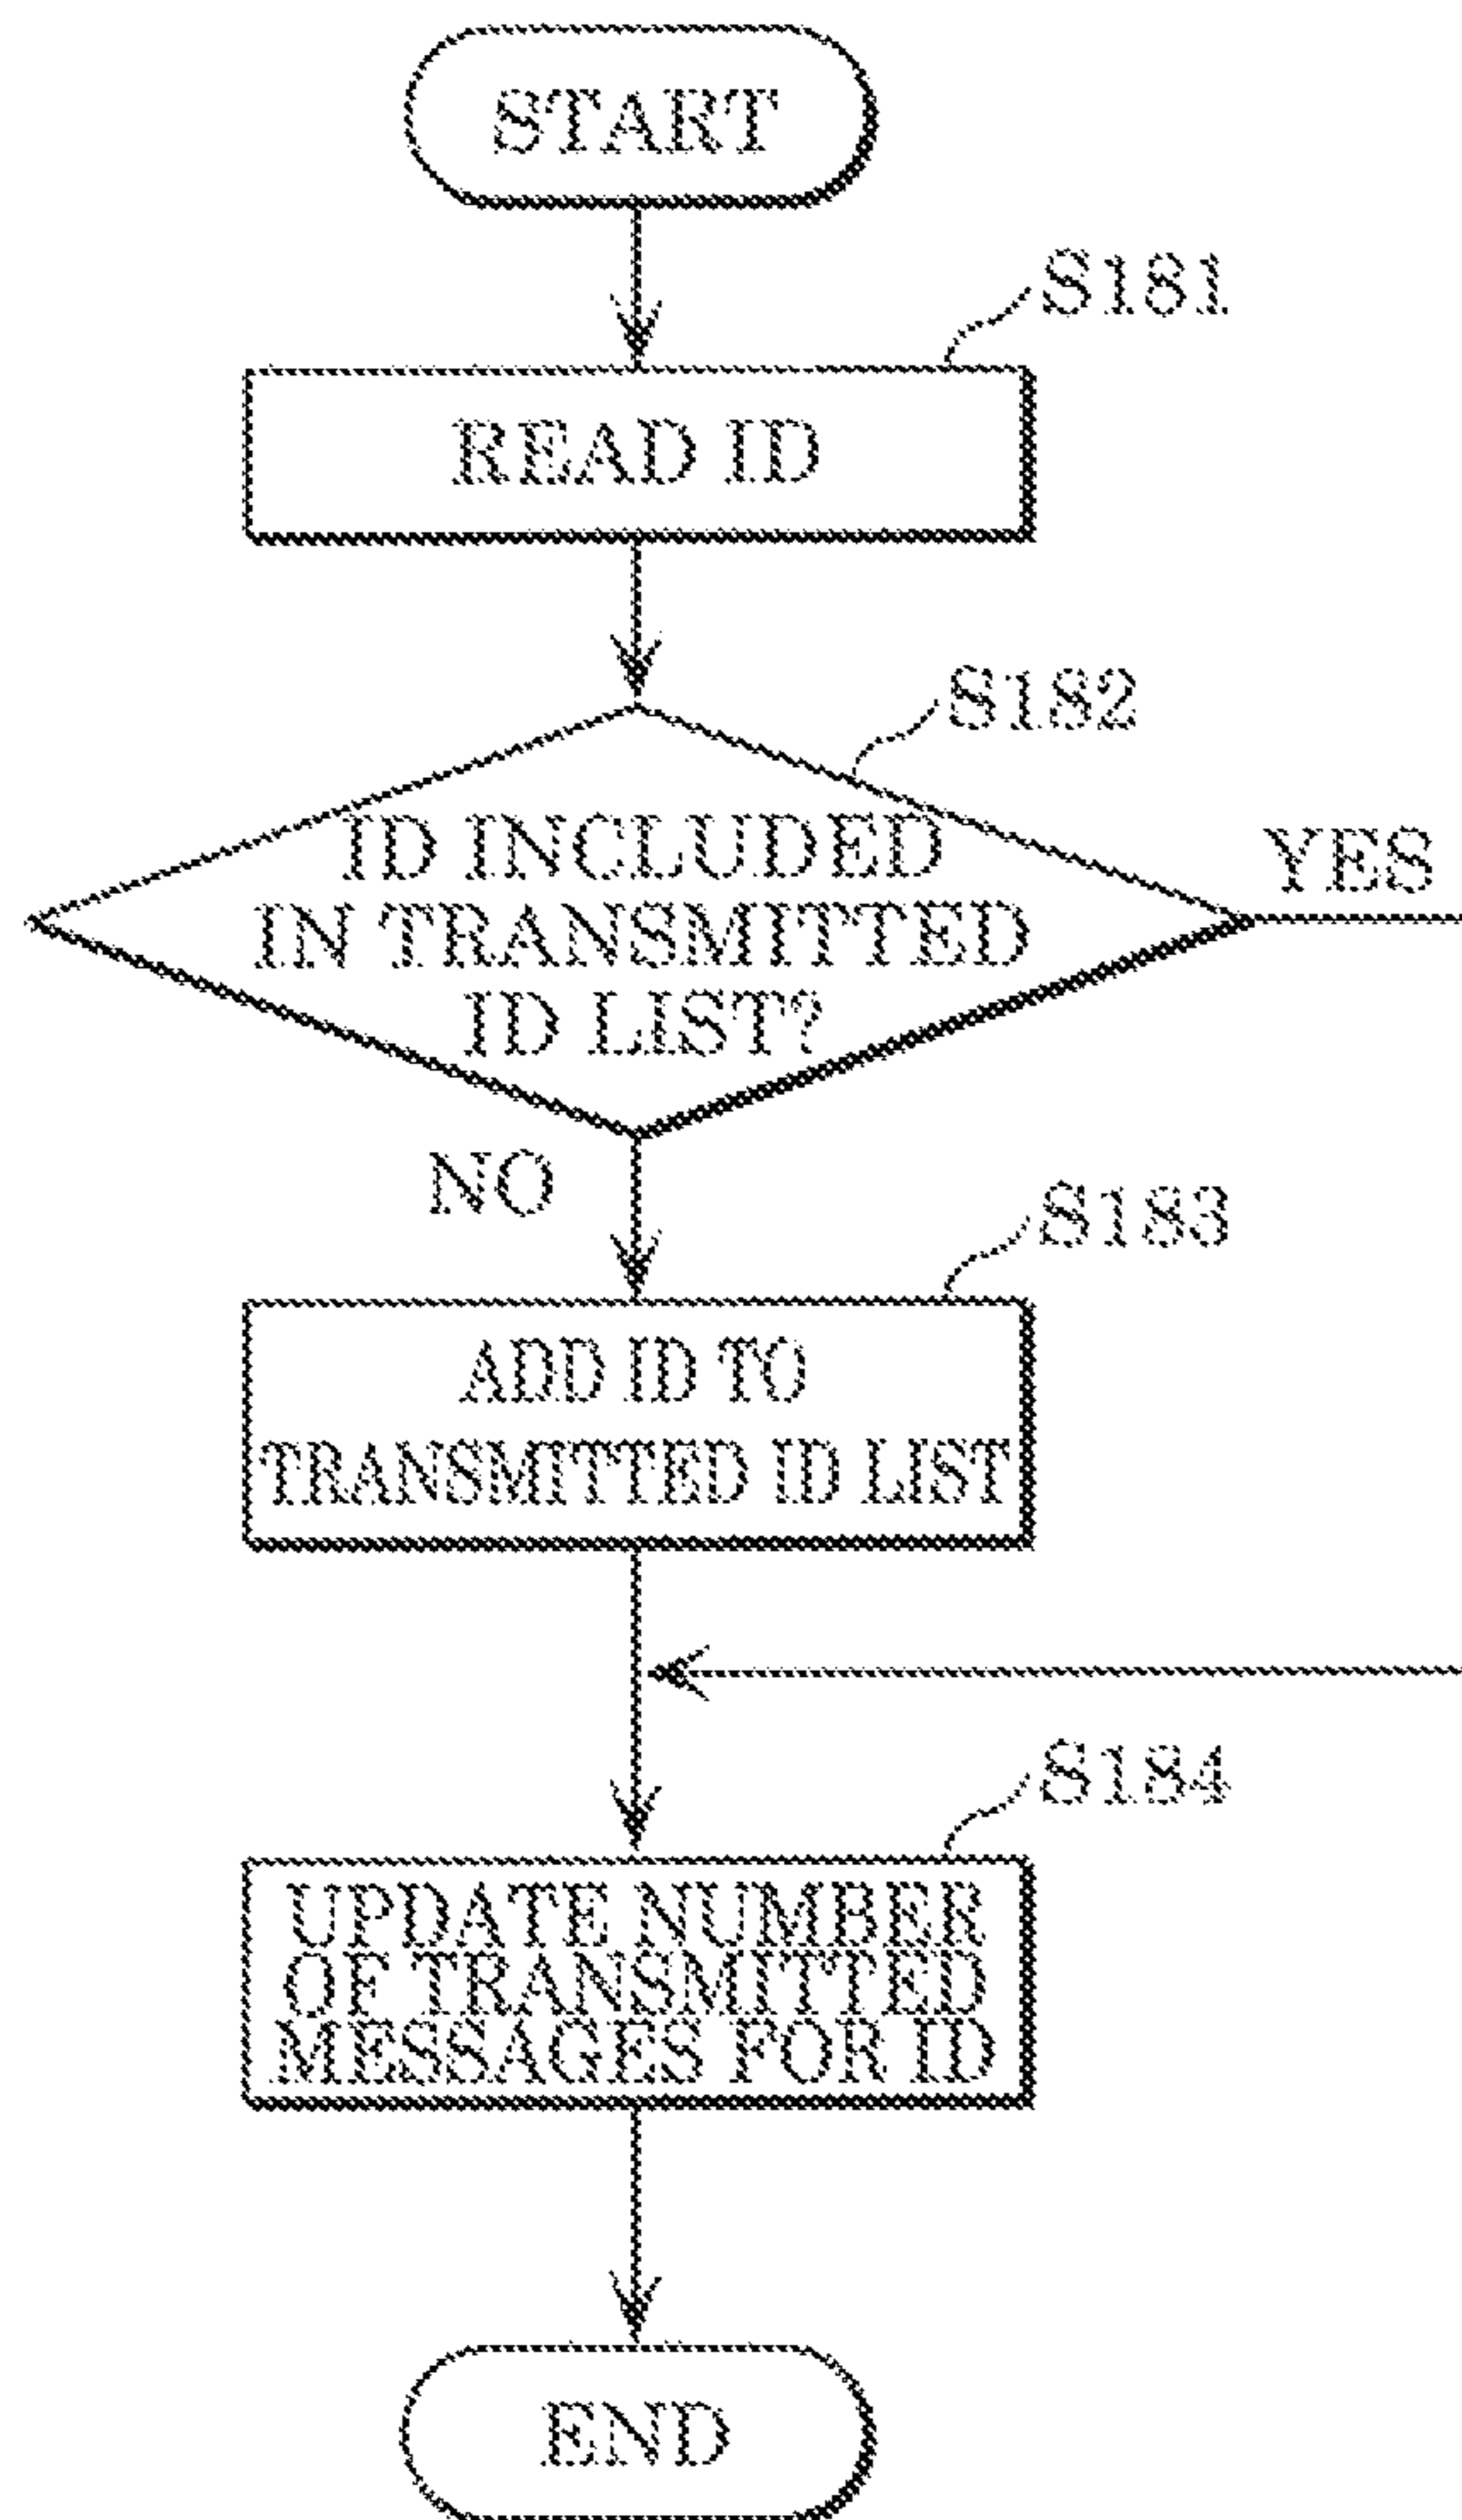 START
S181
READ ID
S182
ID INCLUDED
IN TRANSMITTED
ID LIST?
YES
NO
S183
ADD ID TO
TRANSMITTED ID LIST
S184
UPDATE NUMBER
OF TRANSMITTED
MESSAGES FOR ID
END